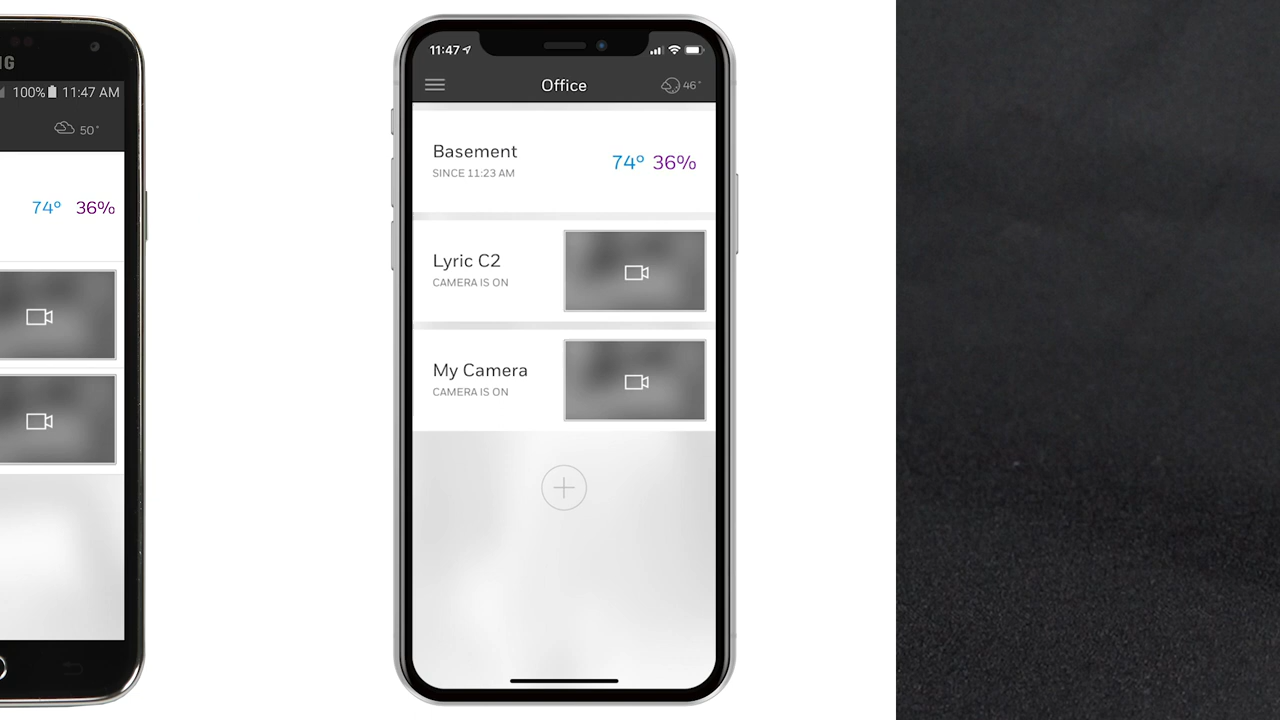 NG
100% 11:47 AM
50°
74° 36%
11:47
Office
46°
Basement
SINCE 11:23 AM
74° 36%
Lyric C2
CAMERA IS ON
My Camera
CAMERA IS ON